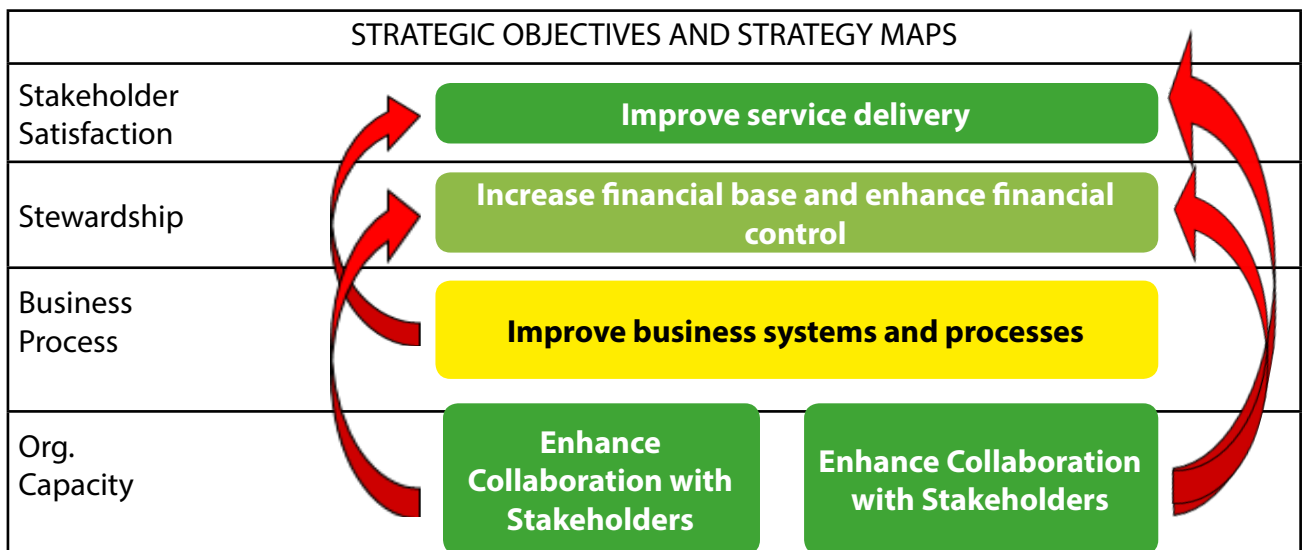 STRATEGIC OBJECTIVES AND STRATEGY MAPS
Stakeholder
Satisfaction
Improve service delivery
Stewardship
Increase financial base and enhance financial
control
Business
Process
Improve business systems and processes
Org.
Capacity
Enhance
Collaboration with
Stakeholders
Enhance Collaboration
with Stakeholders